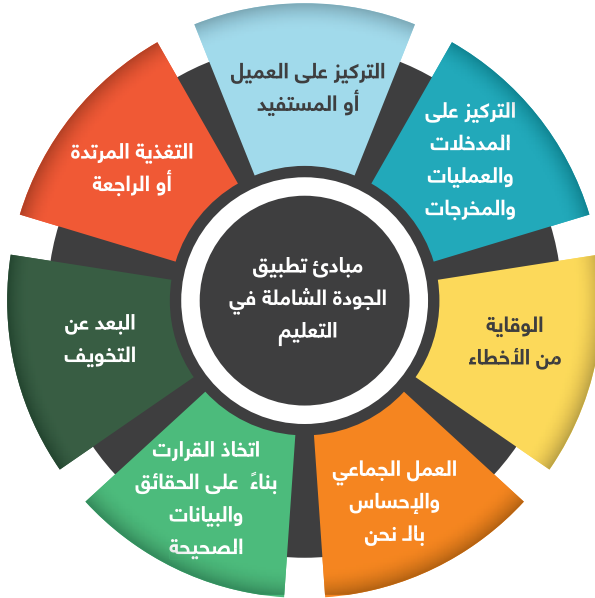 مبادئ تطبيق
الجودة الشاملة في
التعليم
التركيز على العميل
أو المستفيد
التركيز على
المدخلات
والعمليات
والمخرجات
الوقاية
من الأخطاء
العمل الجماعي
والإحساس
بالـ نحن
اتخاذ القرارت
بناءً على الحقائق
والبيانات
الصحيحة
البعد عن
التخويف
التغذية المرتدة
أو الراجعة